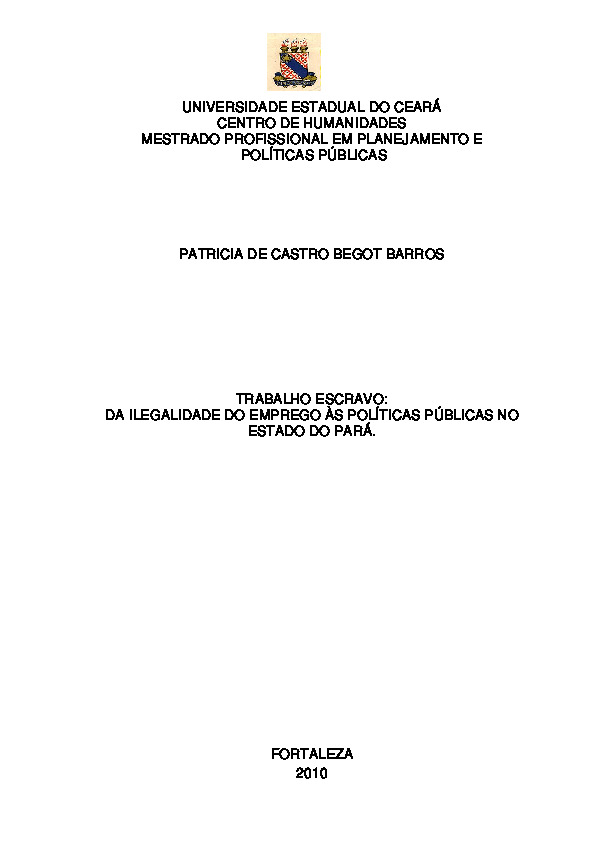 UNIVERSIDADE ESTADUAL DO CEARÁ
CENTRO DE HUMANIDADES
MESTRADO PROFISSIONAL EM PLANEJAMENTO E
POLÍTICAS PÚBLICAS
PATRICIA DE CASTRO BEGOT BARROS
TRABALHO ESCRAVO:
DA ILEGALIDADE DO EMPREGO ÀS POLÍTICAS PÚBLICAS NO
ESTADO DO PARÁ.
FORTALEZA
2010